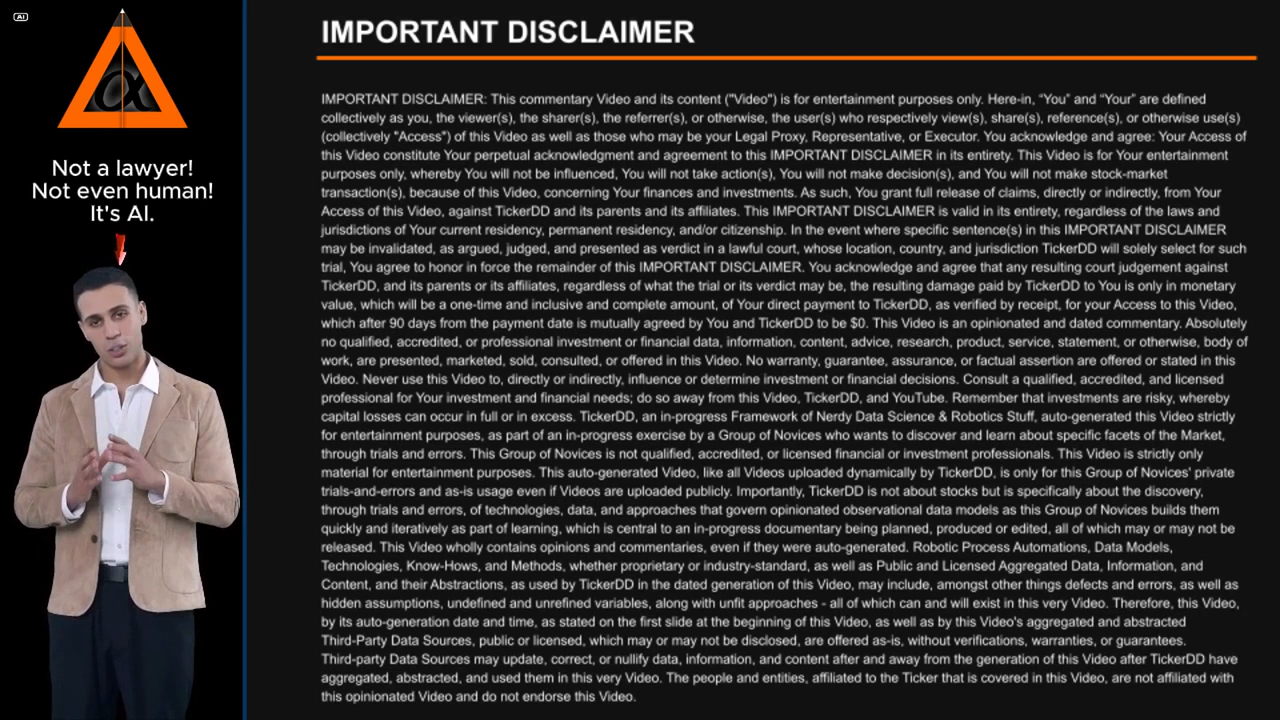 AI
α
Not a lawyer!
Not even human!
It's AI.
IMPORTANT DISCLAIMER
IMPORTANT DISCLAIMER: This commentary Video and its content ("Video") is for entertainment purposes only. Here-in, “You” and “Your” are defined
collectively as you, the viewer(s), the sharer(s), the referrer(s), or otherwise, the user(s) who respectively view(s), share(s), reference(s), or otherwise use(s)
(collectively "Access") of this Video as well as those who may be your Legal Proxy, Representative, or Executor. You acknowledge and agree: Your Access of
this Video constitute Your perpetual acknowledgment and agreement to this IMPORTANT DISCLAIMER in its entirety. This Video is for Your entertainment
purposes only, whereby You will not be influenced, You will not take action(s), You will not make decision(s), and You will not make stock-market
transaction(s), because of this Video, concerning Your finances and investments. As such, You grant full release of claims, directly or indirectly, from Your
Access of this Video, against TickerDD and its parents and its affiliates. This IMPORTANT DISCLAIMER is valid in its entirety, regardless of the laws and
jurisdictions of Your current residency, permanent residency, and/or citizenship. In the event where specific sentence(s) in this IMPORTANT DISCLAIMER
may be invalidated, as argued, judged, and presented as verdict in a lawful court, whose location, country, and jurisdiction TickerDD will solely select for such
trial, You agree to honor in force the remainder of this IMPORTANT DISCLAIMER. You acknowledge and agree that any resulting court judgement against
TickerDD, and its parents or its affiliates, regardless of what the trial or its verdict may be, the resulting damage paid by TickerDD to You is only in monetary
value, which will be a one-time and inclusive and complete amount, of Your direct payment to TickerDD, as verified by receipt, for your Access to this Video,
which after 90 days from the payment date is mutually agreed by You and TickerDD to be $0. This Video is an opinionated and dated commentary. Absolutely
no qualified, accredited, or professional investment or financial data, information, content, advice, research, product, service, statement, or otherwise, body of
work, are presented, marketed, sold, consulted, or offered in this Video. No warranty, guarantee, assurance, or factual assertion are offered or stated in this
Video. Never use this Video to, directly or indirectly, influence or determine investment or financial decisions. Consult a qualified, accredited, and licensed
professional for Your investment and financial needs; do so away from this Video, TickerDD, and YouTube. Remember that investments are risky, whereby
capital losses can occur in full or in excess. TickerDD, an in-progress Framework of Nerdy Data Science & Robotics Stuff, auto-generated this Video strictly
for entertainment purposes, as part of an in-progress exercise by a Group of Novices who wants to discover and learn about specific facets of the Market,
through trials and errors. This Group of Novices is not qualified, accredited, or licensed financial or investment professionals. This Video is strictly only
material for entertainment purposes. This auto-generated Video, like all Videos uploaded dynamically by TickerDD, is only for this Group of Novices' private
trials-and-errors and as-is usage even if Videos are uploaded publicly. Importantly, TickerDD is not about stocks but is specifically about the discovery,
through trials and errors, of technologies, data, and approaches that govern opinionated observational data models as this Group of Novices builds them
quickly and iteratively as part of learning, which is central to an in-progress documentary being planned, produced or edited, all of which may or may not be
released. This Video wholly contains opinions and commentaries, even if they were auto-generated. Robotic Process Automations, Data Models,
Technologies, Know-Hows, and Methods, whether proprietary or industry-standard, as well as Public and Licensed Aggregated Data, Information, and
Content, and their Abstractions, as used by TickerDD in the dated generation of this Video, may include, amongst other things defects and errors, as well as
hidden assumptions, undefined and unrefined variables, along with unfit approaches - all of which can and will exist in this very Video. Therefore, this Video,
by its auto-generation date and time, as stated on the first slide at the beginning of this Video, as well as by this Video's aggregated and abstracted
Third-Party Data Sources, public or licensed, which may or may not be disclosed, are offered as-is, without verifications, warranties, or guarantees.
Third-party Data Sources may update, correct, or nullify data, information, and content after and away from the generation of this Video after TickerDD have
aggregated, abstracted, and used them in this very Video. The people and entities, affiliated to the Ticker that is covered in this Video, are not affiliated with
this opinionated Video and do not endorse this Video.